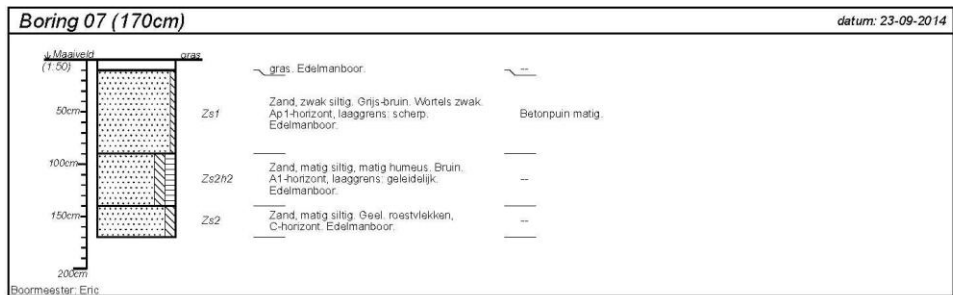 Boring 07 (170cm)
datum: 23-09-2014
Maaiveld
gras
(1:50)
gras. Edelmanboor.
--
50cm
Zs1
Zand, zwak siltig. Grijs-bruin. Wortels zwak.
Ap1-horizont, laaggrens: scherp.
Edelmanboor.
Betonpuin matig.
100cm
Zs2h2
Zand, matig siltig, matig humeus. Bruin.
A1-horizont, laaggrens: geleidelijk.
Edelmanboor.
--
150cm
Zs2
Zand, matig siltig. Geel. roestvlekken,
C-horizont. Edelmanboor.
--
200cm
Boormeester: Eric